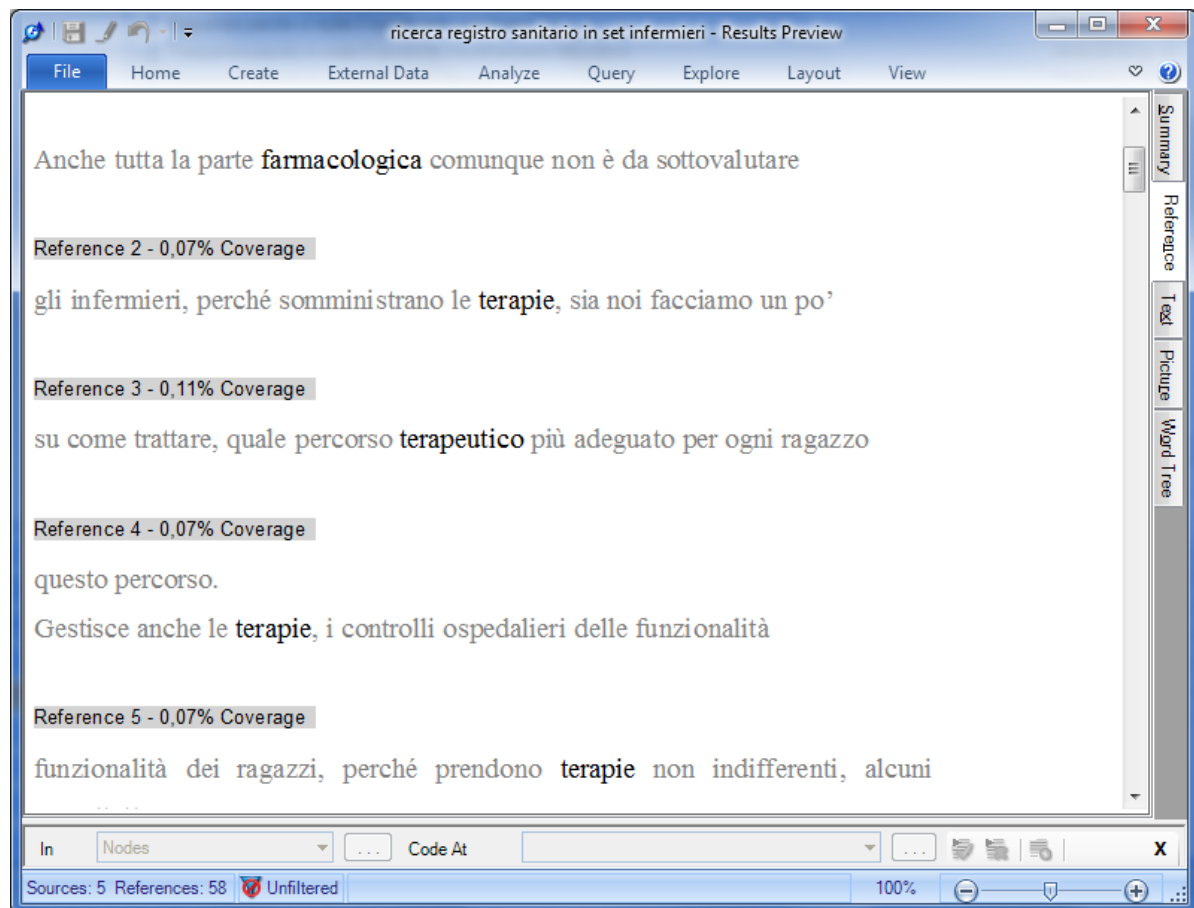 ricerca registro sanitario in set infermieri - Results Preview
File Home Create External Data Analyze Query Explore Layout View
Anche tutta la parte farmacologica comunque non è da sottovalutare
Reference 2 - 0,07% Coverage
gli infermieri, perché somministrano le terapie, sia noi facciamo un po’
Reference 3 - 0,11% Coverage
su come trattare, quale percorso terapeutico più adeguato per ogni ragazzo
Reference 4 - 0,07% Coverage
questo percorso.
Gestisce anche le terapie, i controlli ospedalieri delle funzionalità
Reference 5 - 0,07% Coverage
funzionalità dei ragazzi, perché prendono terapie non indifferenti, alcuni
Summary
Reference
Text
Picture
Word Tree
In Nodes ... Code At ... X
Sources: 5 References: 58 Unfiltered 100%